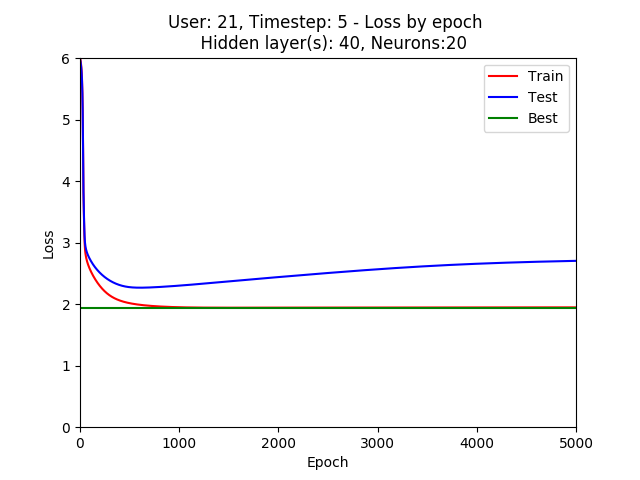 User: 21, Timestep: 5 - Loss by epoch
Hidden layer(s): 40, Neurons:20
6
5
4
3
2
1
0
Loss
Train
Test
Best
0 1000 2000 3000 4000 5000
Epoch